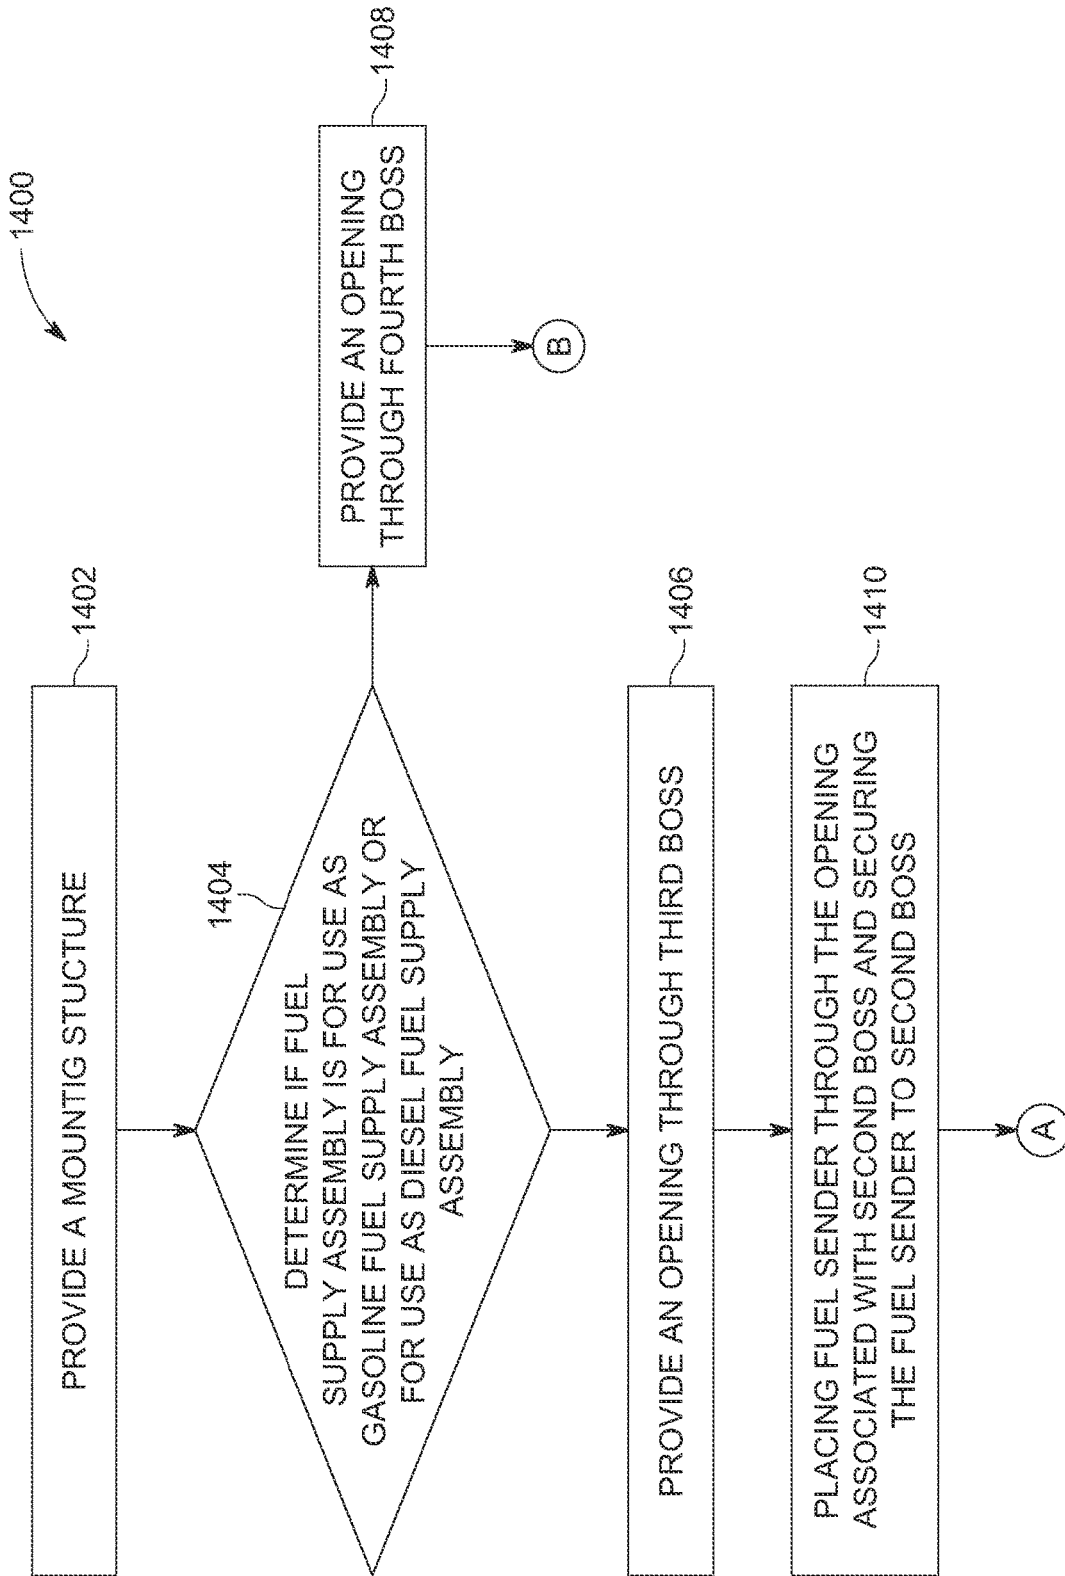 1400
1402
PROVIDE A MOUNTIG STUCTURE
1404
DETERMINE IF FUEL
SUPPLY ASSEMBLY IS FOR USE AS
GASOLINE FUEL SUPPLY ASSEMBLY OR
FOR USE AS DIESEL FUEL SUPPLY
ASSEMBLY
1408
PROVIDE AN OPENING
THROUGH FOURTH BOSS
B
1406
PROVIDE AN OPENING THROUGH THIRD BOSS
1410
PLACING FUEL SENDER THROUGH THE OPENING
ASSOCIATED WITH SECOND BOSS AND SECURING
THE FUEL SENDER TO SECOND BOSS
A